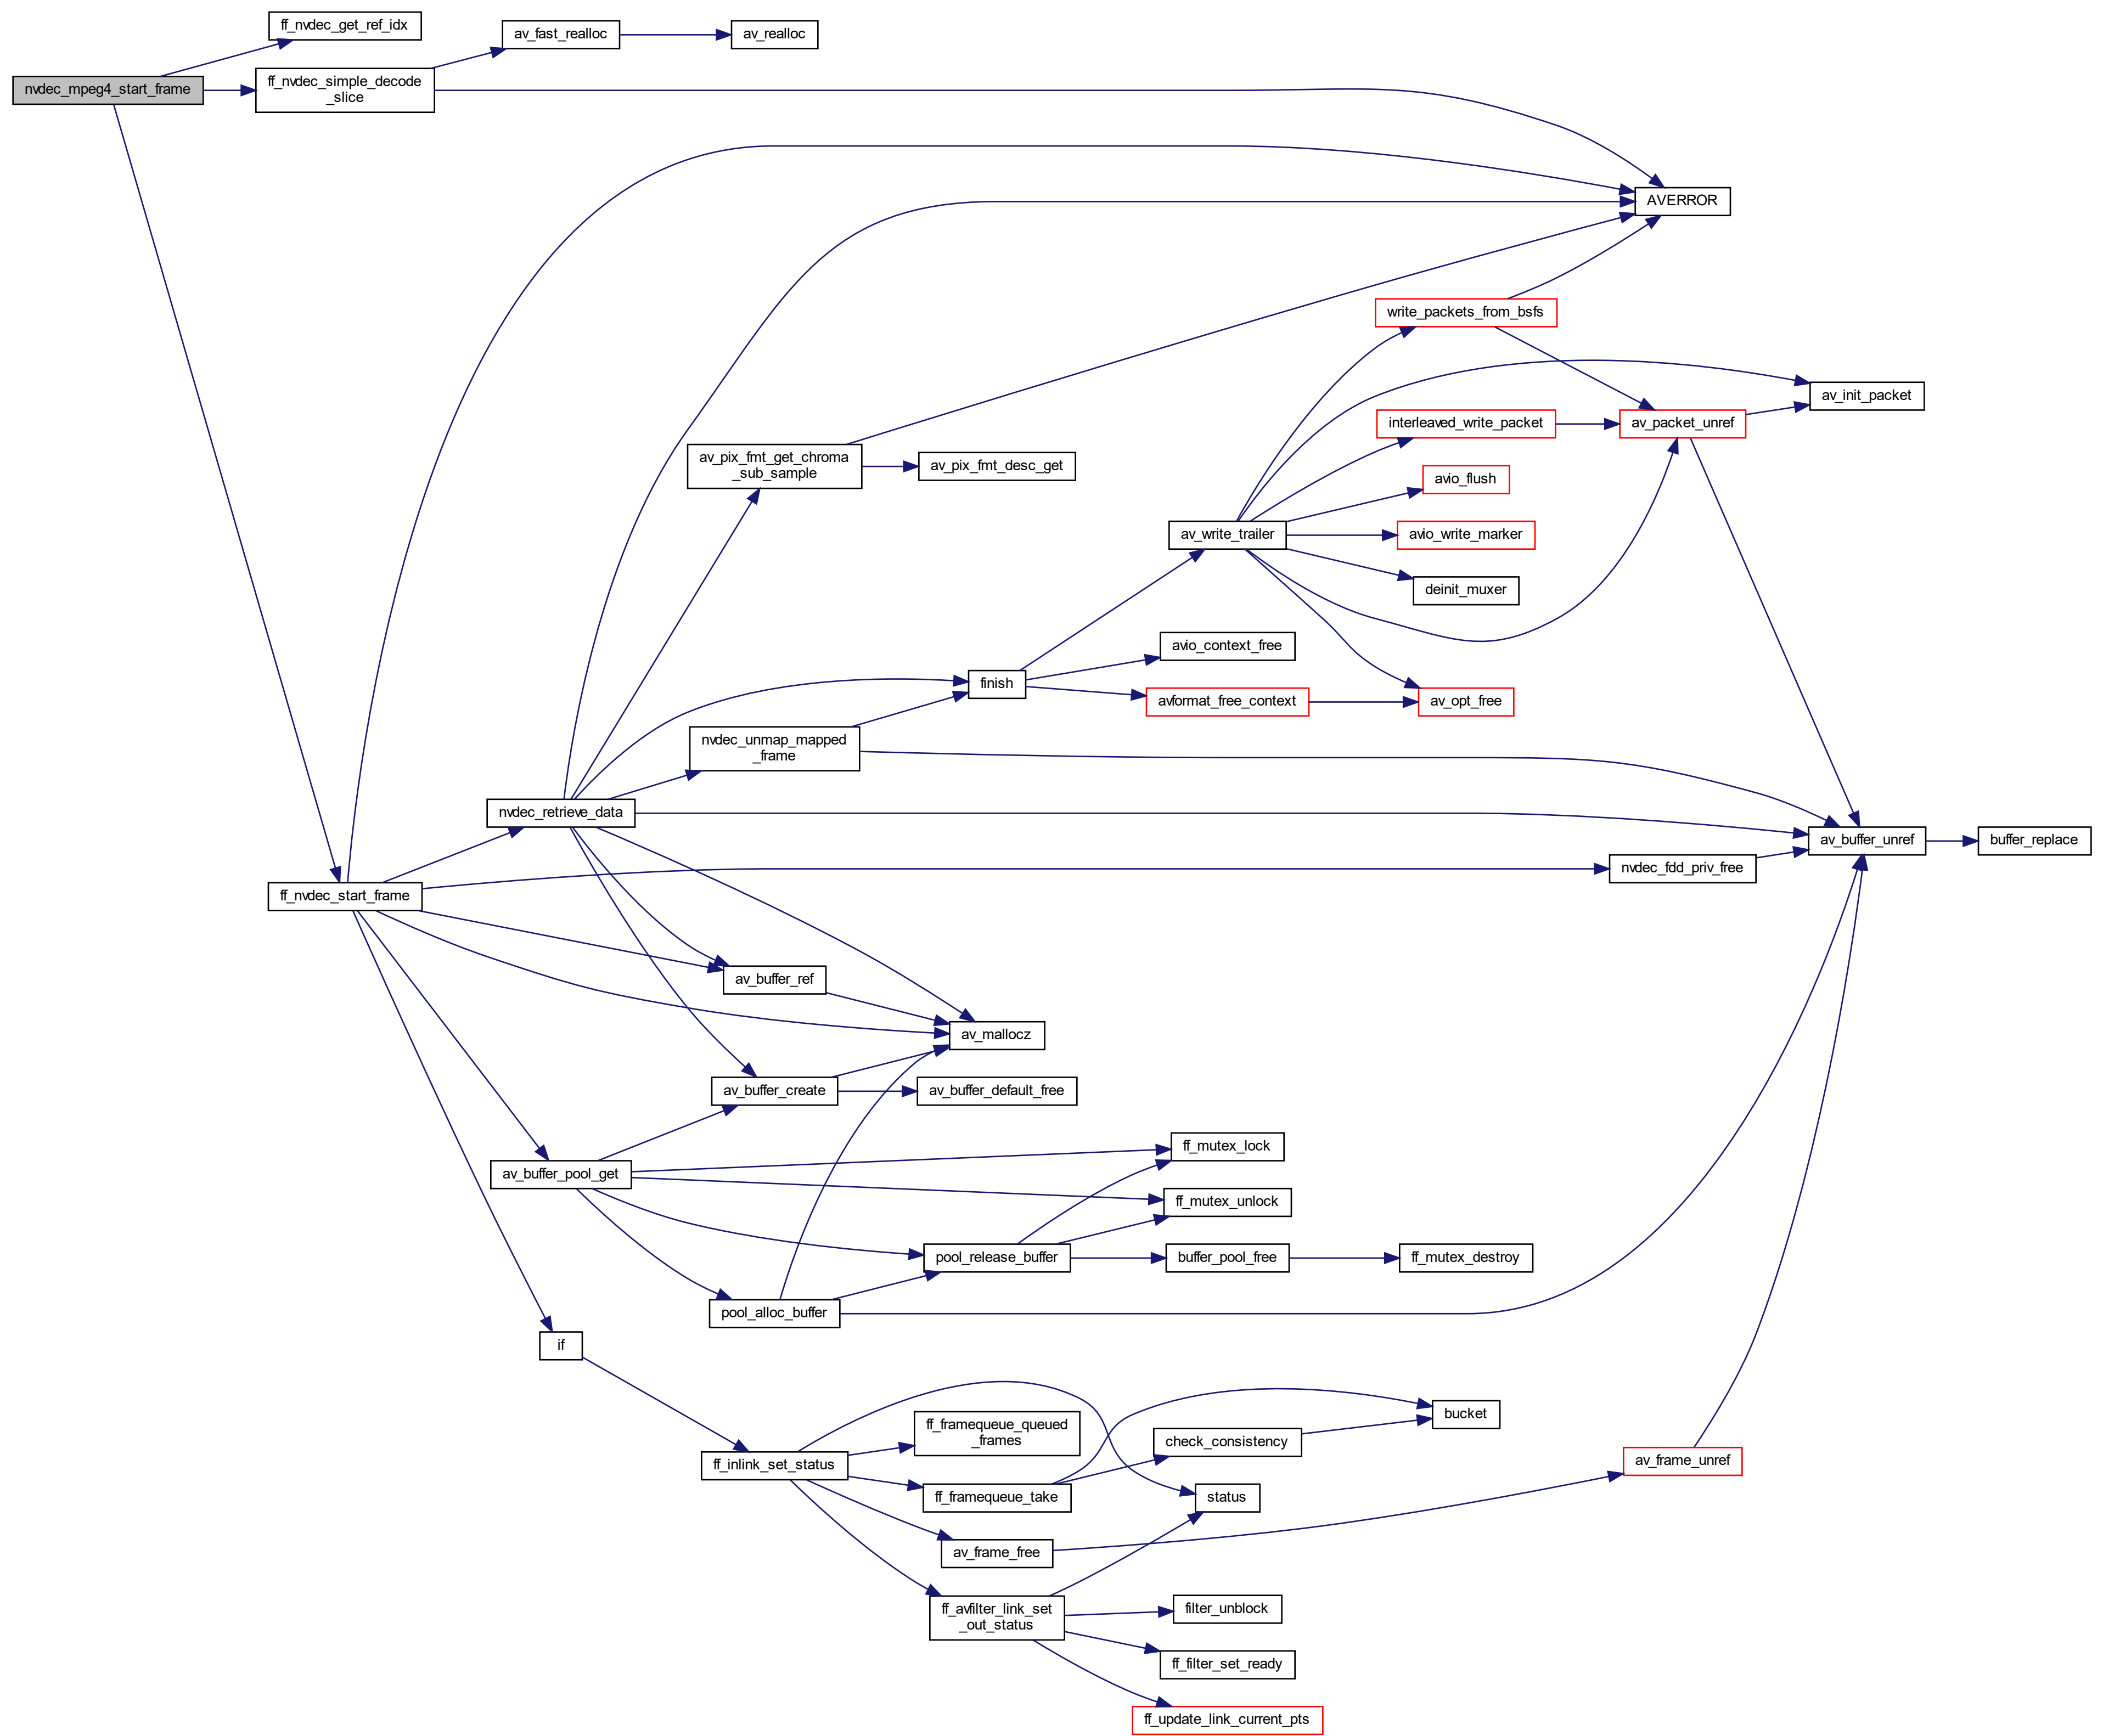 ff_nvdec_get_ref_idx
av_fast_realloc
av_realloc
nvdec_mpeg4_start_frame
ff_nvdec_simple_decode
_slice
AVERROR
write_packets_from_bsfs
av_init_packet
interleaved_write_packet
av_packet_unref
av_pix_fmt_get_chroma
_sub_sample
av_pix_fmt_desc_get
avio_flush
av_write_trailer
avio_write_marker
deinit_muxer
avio_context_free
finish
avformat_free_context
av_opt_free
nvdec_unmap_mapped
_frame
nvdec_retrieve_data
av_buffer_unref
buffer_replace
nvdec_fdd_priv_free
ff_nvdec_start_frame
av_buffer_ref
av_mallocz
av_buffer_create
av_buffer_default_free
ff_mutex_lock
av_buffer_pool_get
ff_mutex_unlock
pool_release_buffer
buffer_pool_free
ff_mutex_destroy
pool_alloc_buffer
if
bucket
ff_framequeue_queued
_frames
check_consistency
ff_inlink_set_status
av_frame_unref
ff_framequeue_take
status
av_frame_free
ff_avfilter_link_set
_out_status
filter_unblock
ff_filter_set_ready
ff_update_link_current_pts